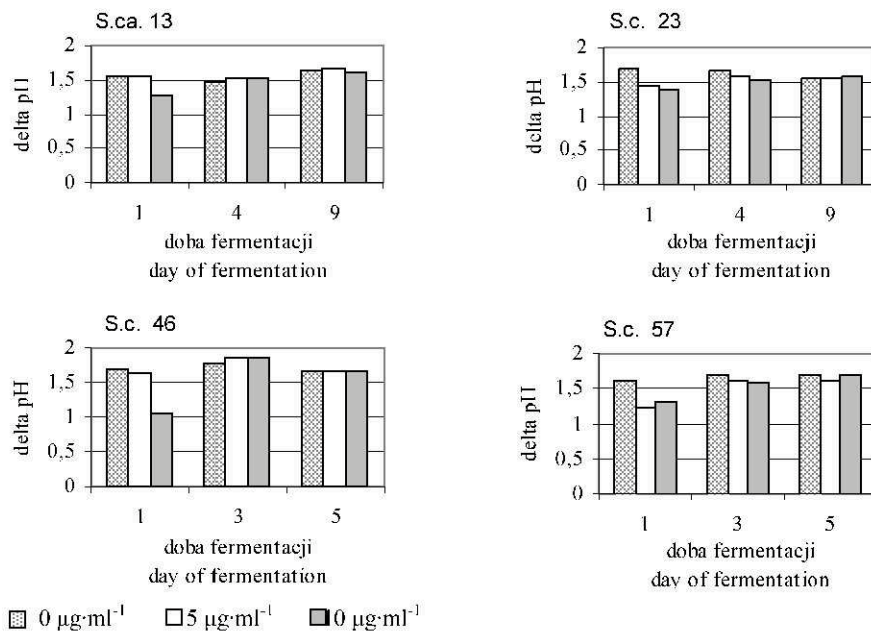 S.ca. 13
2
1,5
1
0,5
0
delta pH
1 4 9
doba fermentacji
day of fermentation
S.c. 23
2
1,5
1
0,5
0
delta pH
1 4 9
doba fermentacji
day of fermentation
S.c. 46
2
1,5
1
0,5
0
delta pH
1 3 5
doba fermentacji
day of fermentation
S.c. 57
2
1,5
1
0,5
0
delta pH
1 3 5
doba fermentacji
day of fermentation
0 µg·ml⁻¹ 5 µg·ml⁻¹ 0 µg·ml⁻¹